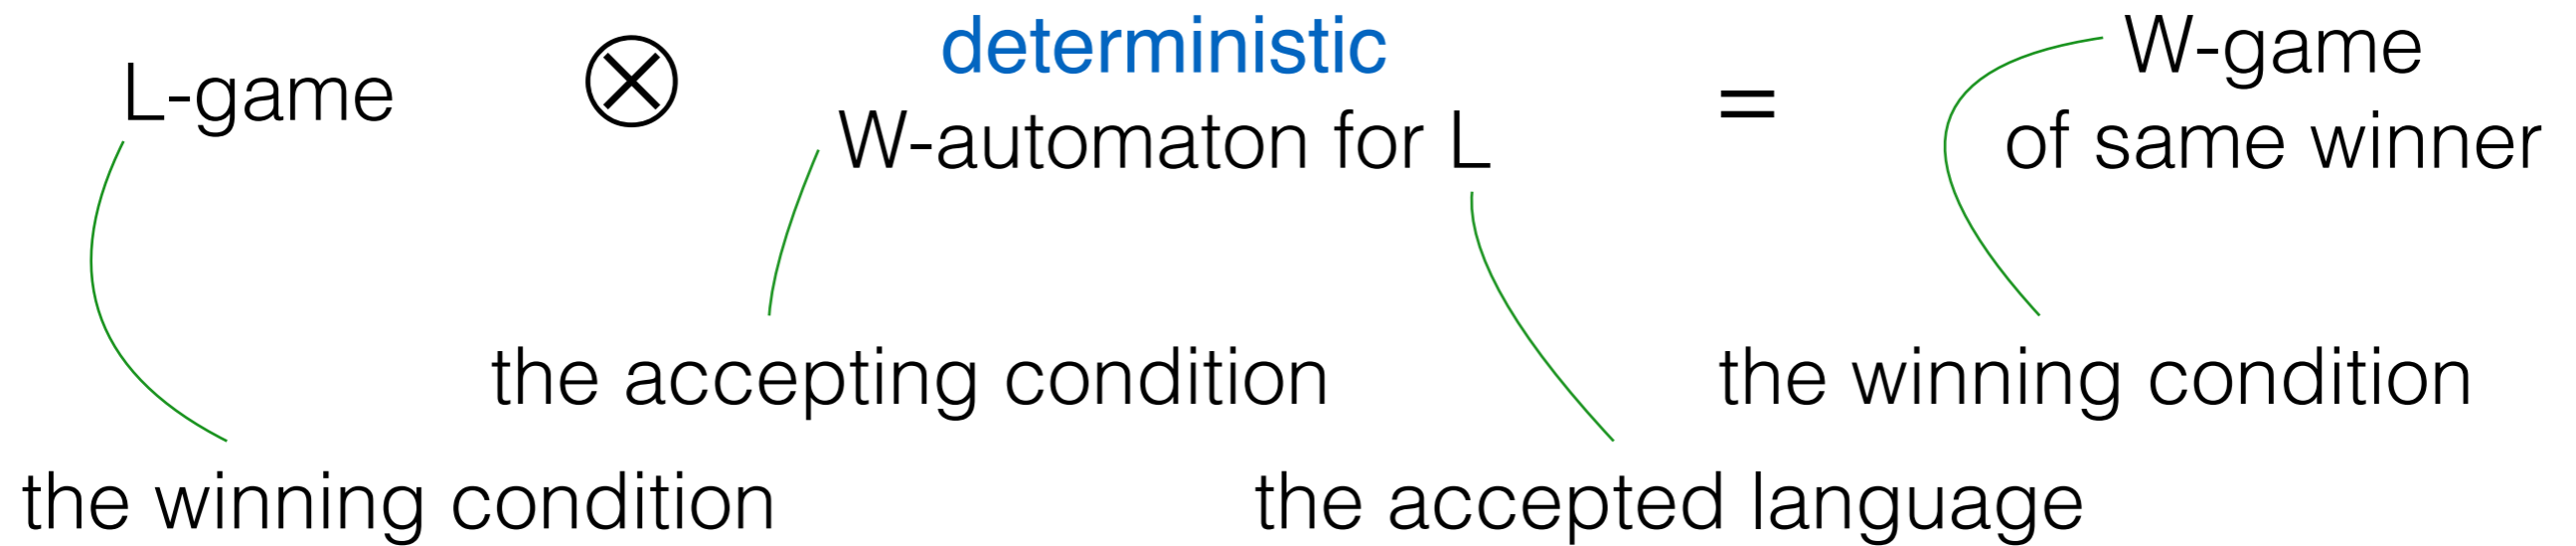 L-game
⊗
deterministic
W-automaton for L
=
W-game
of same winner
the accepting condition
the winning condition
the winning condition
the accepted language